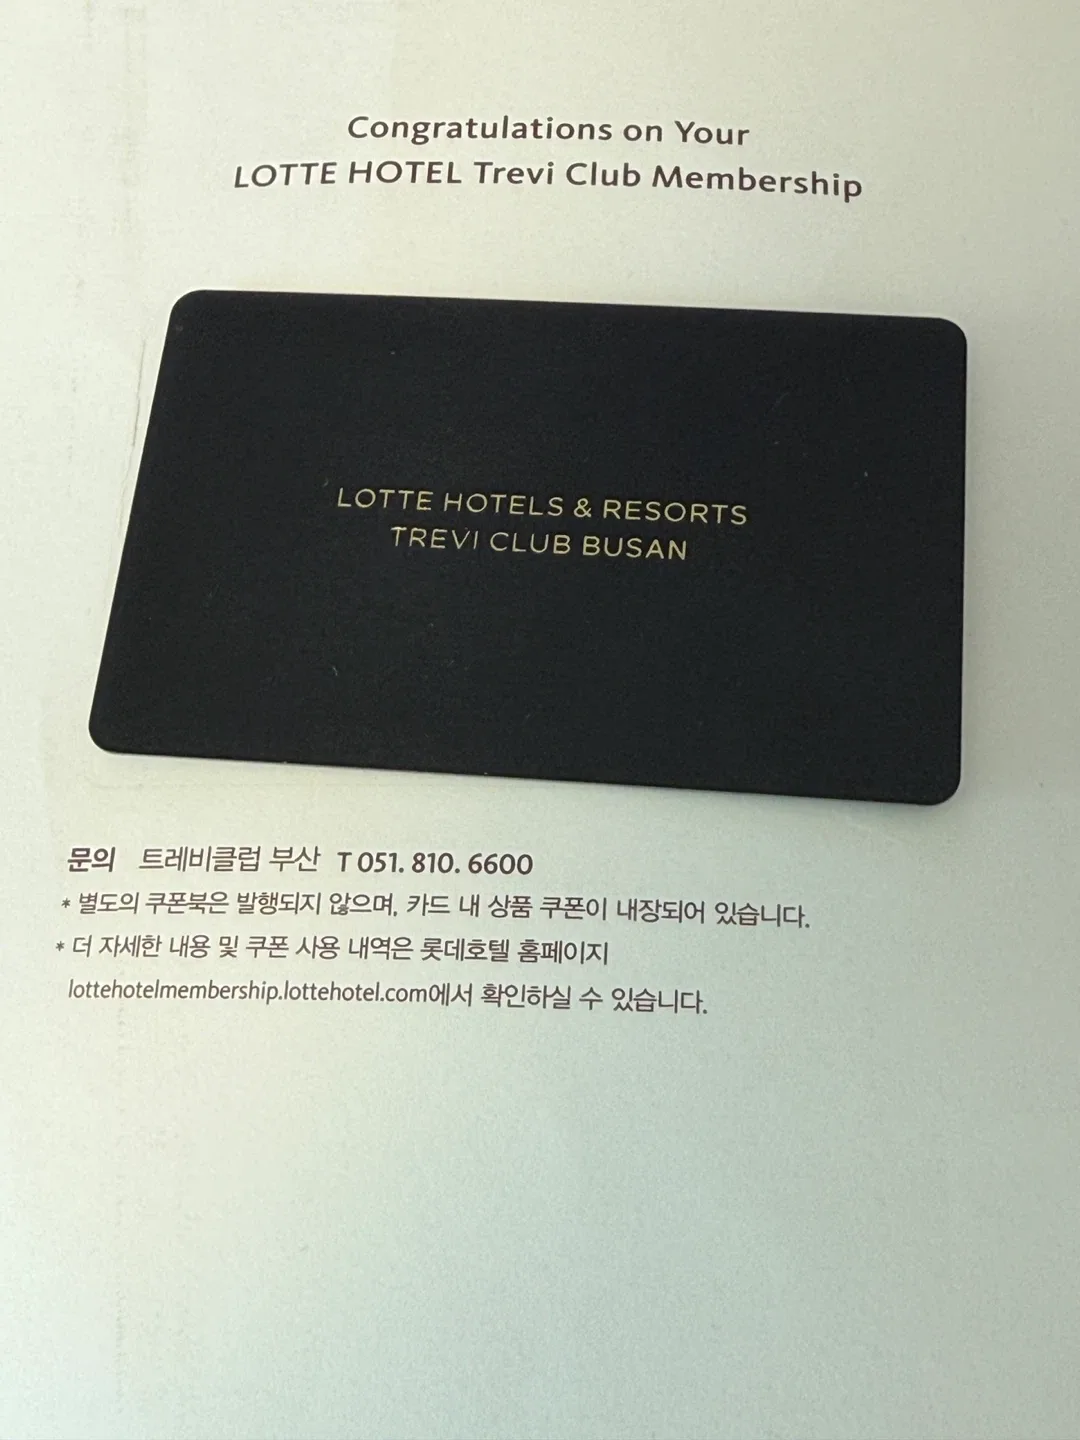 Congratulations on Your
LOTTE HOTEL Trevi Club Membership
LOTTE HOTELS & RESORTS
TREVI CLUB BUSAN
문의 트레비클럽 부산 T 051. 810. 6600
* 별도의 쿠폰북은 발행되지 않으며, 카드 내 상품 쿠폰이 내장되어 있습니다.
* 더 자세한 내용 및 쿠폰 사용 내역은 롯데호텔 홈페이지
lottehotelmembership.lottehotel.com에서 확인하실 수 있습니다.